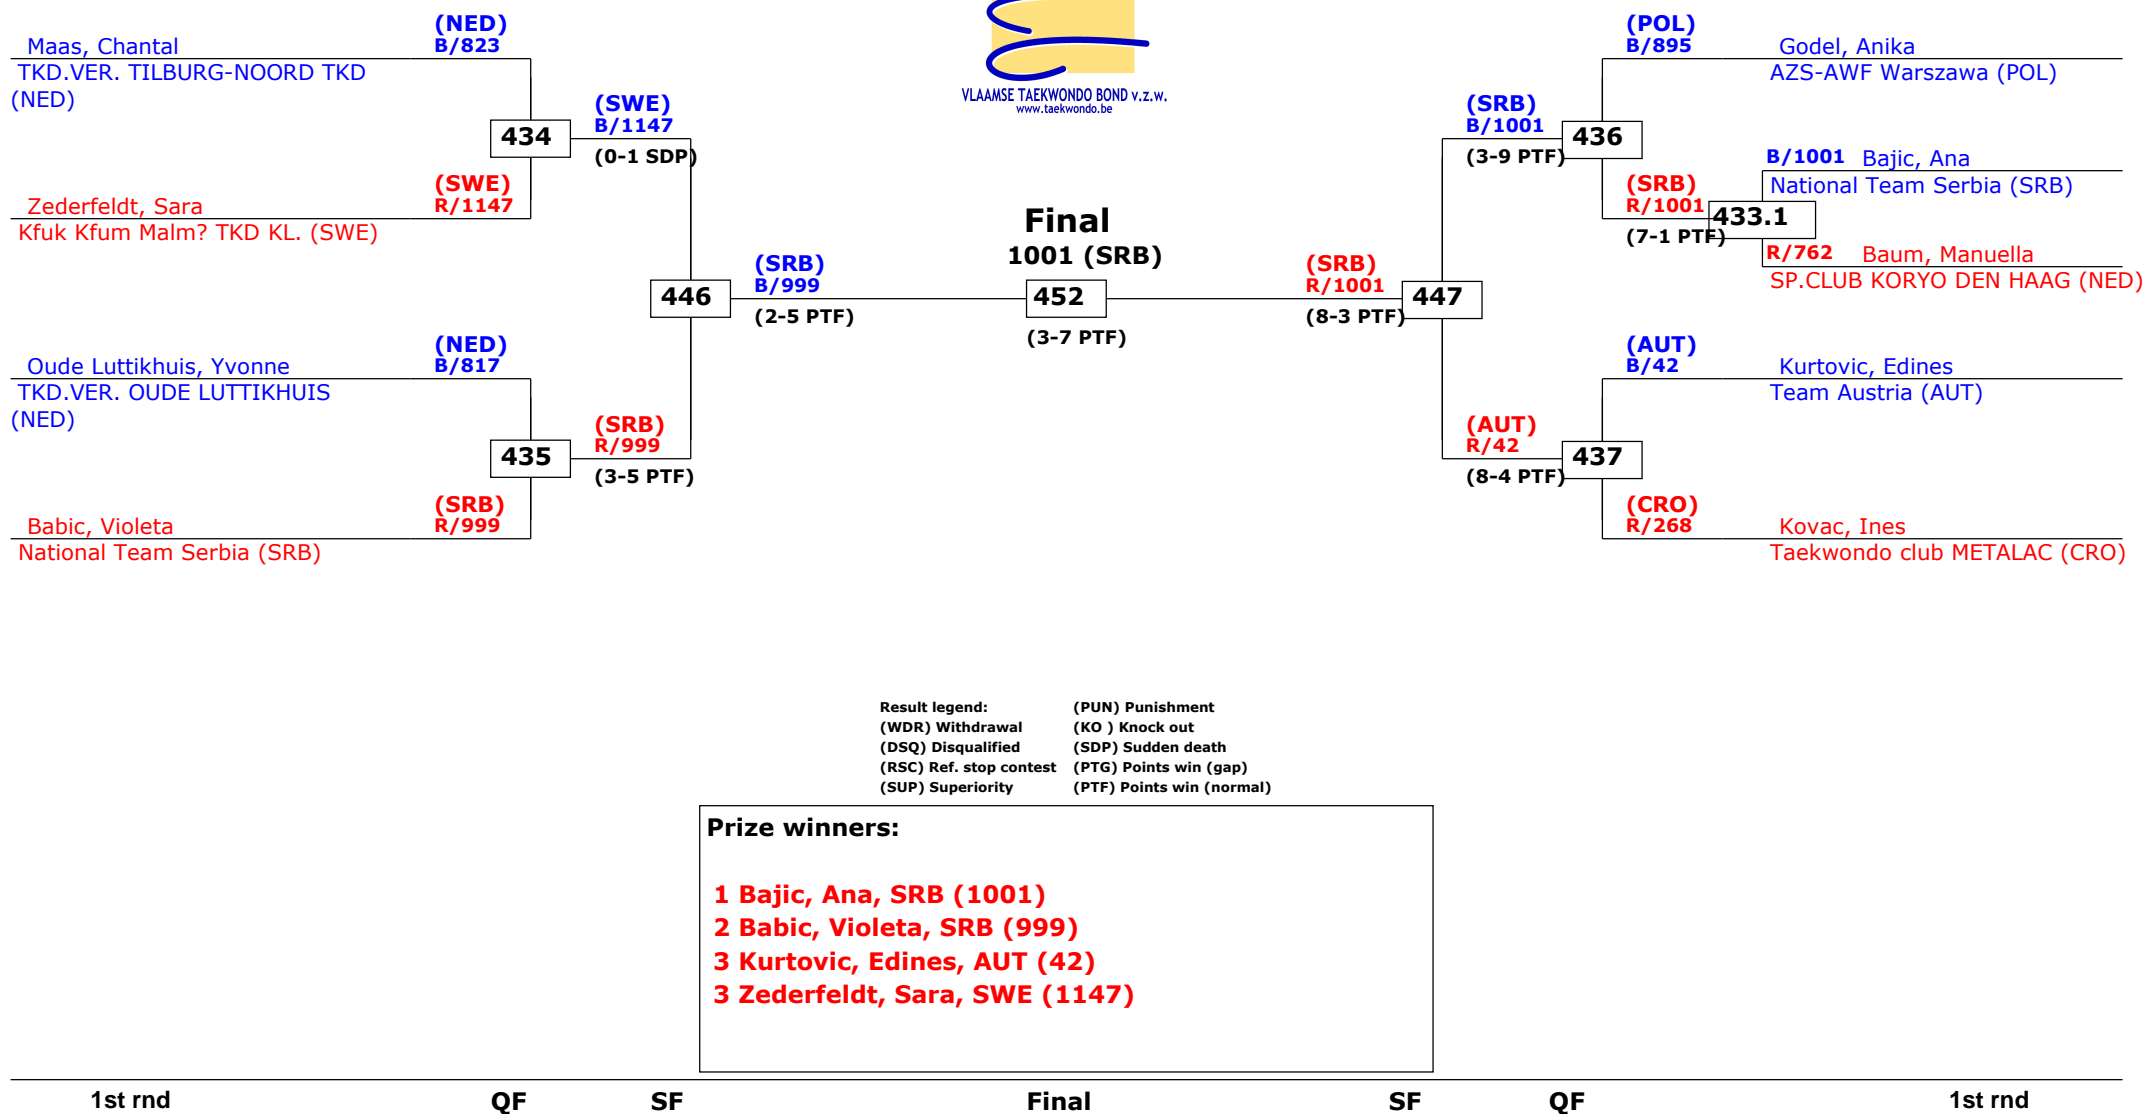 VLAAMSE TAEKWONDO BOND v.z.w.
www.taekwondo.be
(NED)
B/823
Maas, Chantal
TKD.VER. TILBURG-NOORD TKD
(NED)
434
(SWE)
B/1147
(0-1 SDP)
(SWE)
R/1147
Zederfeldt, Sara
Kfuk Kfum Malm? TKD KL. (SWE)
446
(SRB)
B/999
(2-5 PTF)
(NED)
B/817
Oude Luttikhuis, Yvonne
TKD.VER. OUDE LUTTIKHUIS
(NED)
435
(SRB)
R/999
(3-5 PTF)
(SRB)
R/999
Babic, Violeta
National Team Serbia (SRB)
Final
1001 (SRB)
452
(3-7 PTF)
(SRB)
R/1001
(8-3 PTF)
447
(SRB)
B/1001
(3-9 PTF)
436
(POL)
B/895
Godel, Anika
AZS-AWF Warszawa (POL)
(SRB)
R/1001
(7-1 PTF)
433.1
B/1001 Bajic, Ana
National Team Serbia (SRB)
R/762 Baum, Manuella
SP.CLUB KORYO DEN HAAG (NED)
(AUT)
B/42
Kurtovic, Edines
Team Austria (AUT)
(AUT)
R/42
(8-4 PTF)
437
(CRO)
R/268
Kovac, Ines
Taekwondo club METALAC (CRO)
Result legend: (PUN) Punishment
(WDR) Withdrawal (KO ) Knock out
(DSQ) Disqualified (SDP) Sudden death
(RSC) Ref. stop contest (PTG) Points win (gap)
(SUP) Superiority (PTF) Points win (normal)
Prize winners:
1 Bajic, Ana, SRB (1001)
2 Babic, Violeta, SRB (999)
3 Kurtovic, Edines, AUT (42)
3 Zederfeldt, Sara, SWE (1147)
1st rnd QF SF Final SF QF 1st rnd